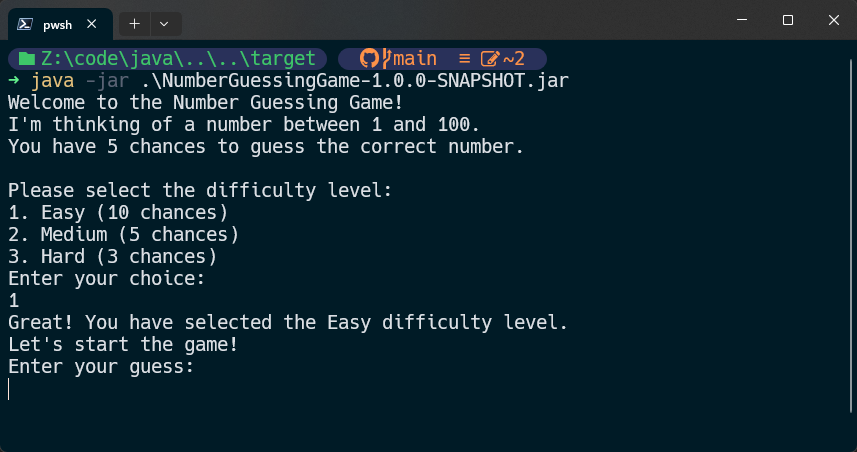 pwsh
Z:\code\java\..\..\target main ≡ ~2
➜ java -jar .\NumberGuessingGame-1.0.0-SNAPSHOT.jar
Welcome to the Number Guessing Game!
I'm thinking of a number between 1 and 100.
You have 5 chances to guess the correct number.
Please select the difficulty level:
1. Easy (10 chances)
2. Medium (5 chances)
3. Hard (3 chances)
Enter your choice:
1
Great! You have selected the Easy difficulty level.
Let's start the game!
Enter your guess: